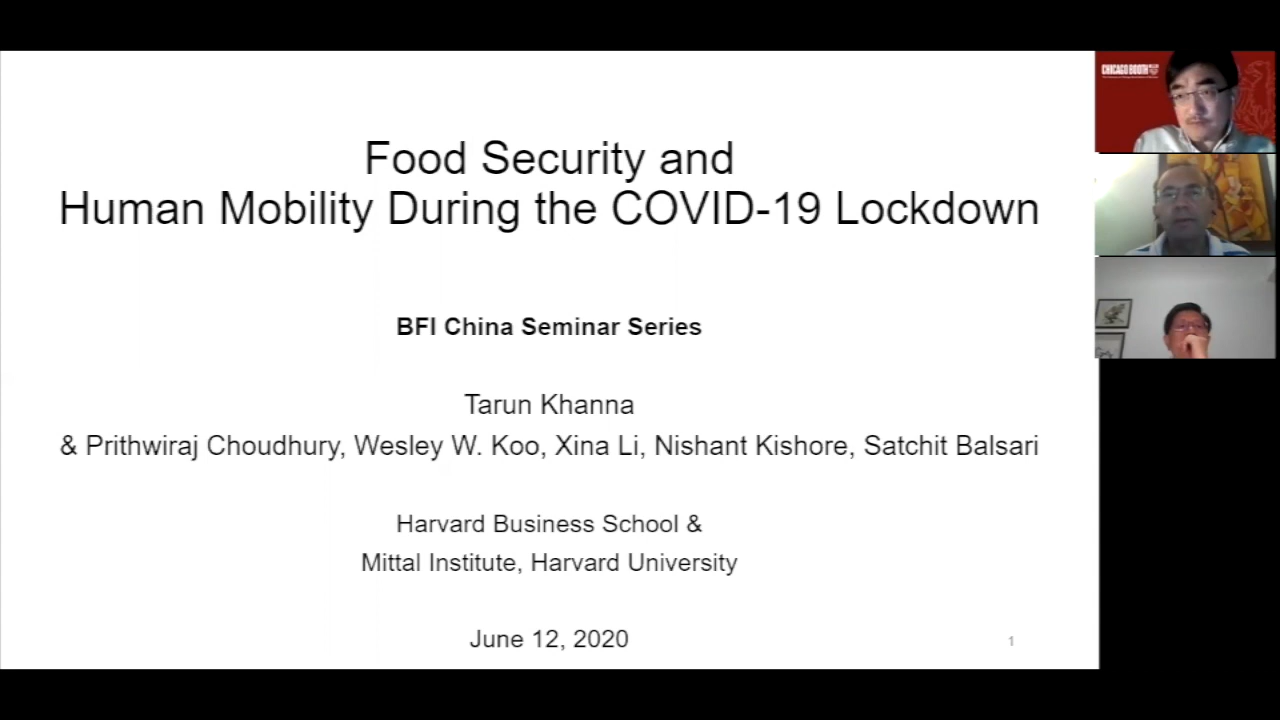 Food Security and
Human Mobility During the COVID-19 Lockdown
BFI China Seminar Series
Tarun Khanna
& Prithwiraj Choudhury, Wesley W. Koo, Xina Li, Nishant Kishore, Satchit Balsari
Harvard Business School &
Mittal Institute, Harvard University
June 12, 2020
1
CHICAGO BOOTH